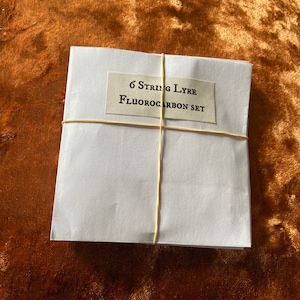 6 String Lyre
Fluorocarbon set